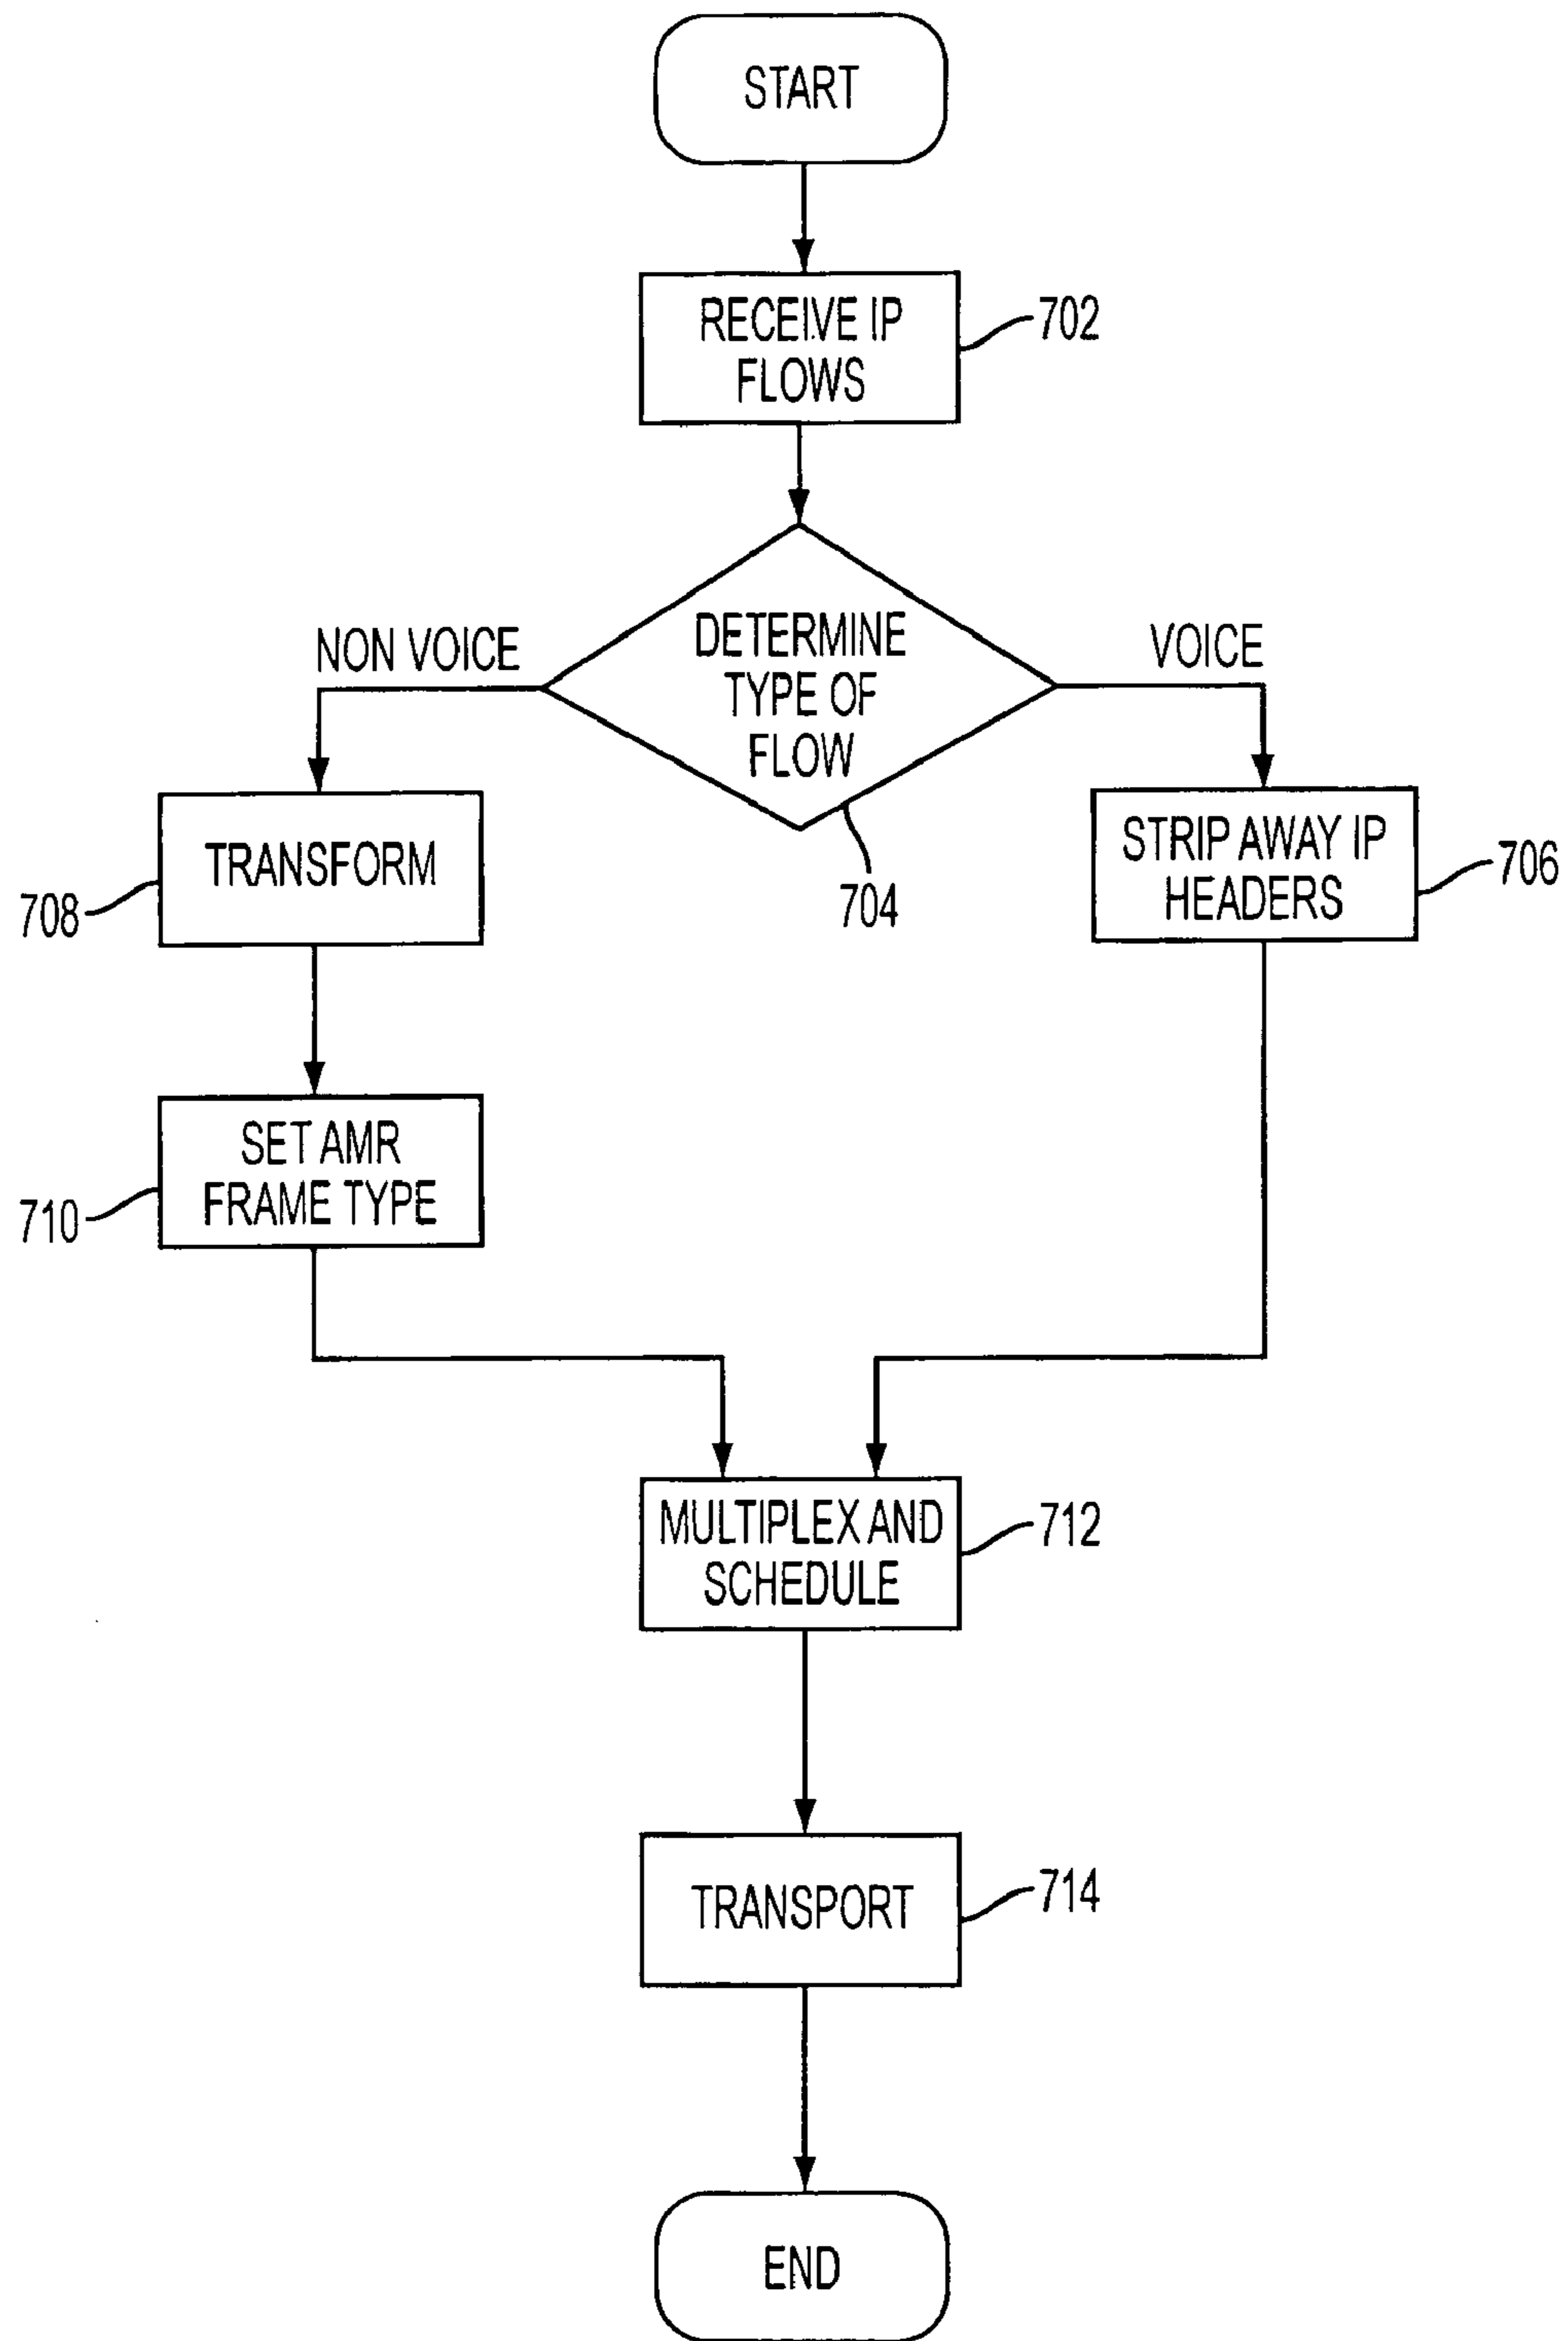 START
RECEIVE IP
FLOWS
702
DETERMINE
TYPE OF
FLOW
704
NON VOICE
VOICE
TRANSFORM
708
STRIP AWAY IP
HEADERS
706
SET AMR
FRAME TYPE
710
MULTIPLEX AND
SCHEDULE
712
TRANSPORT
714
END